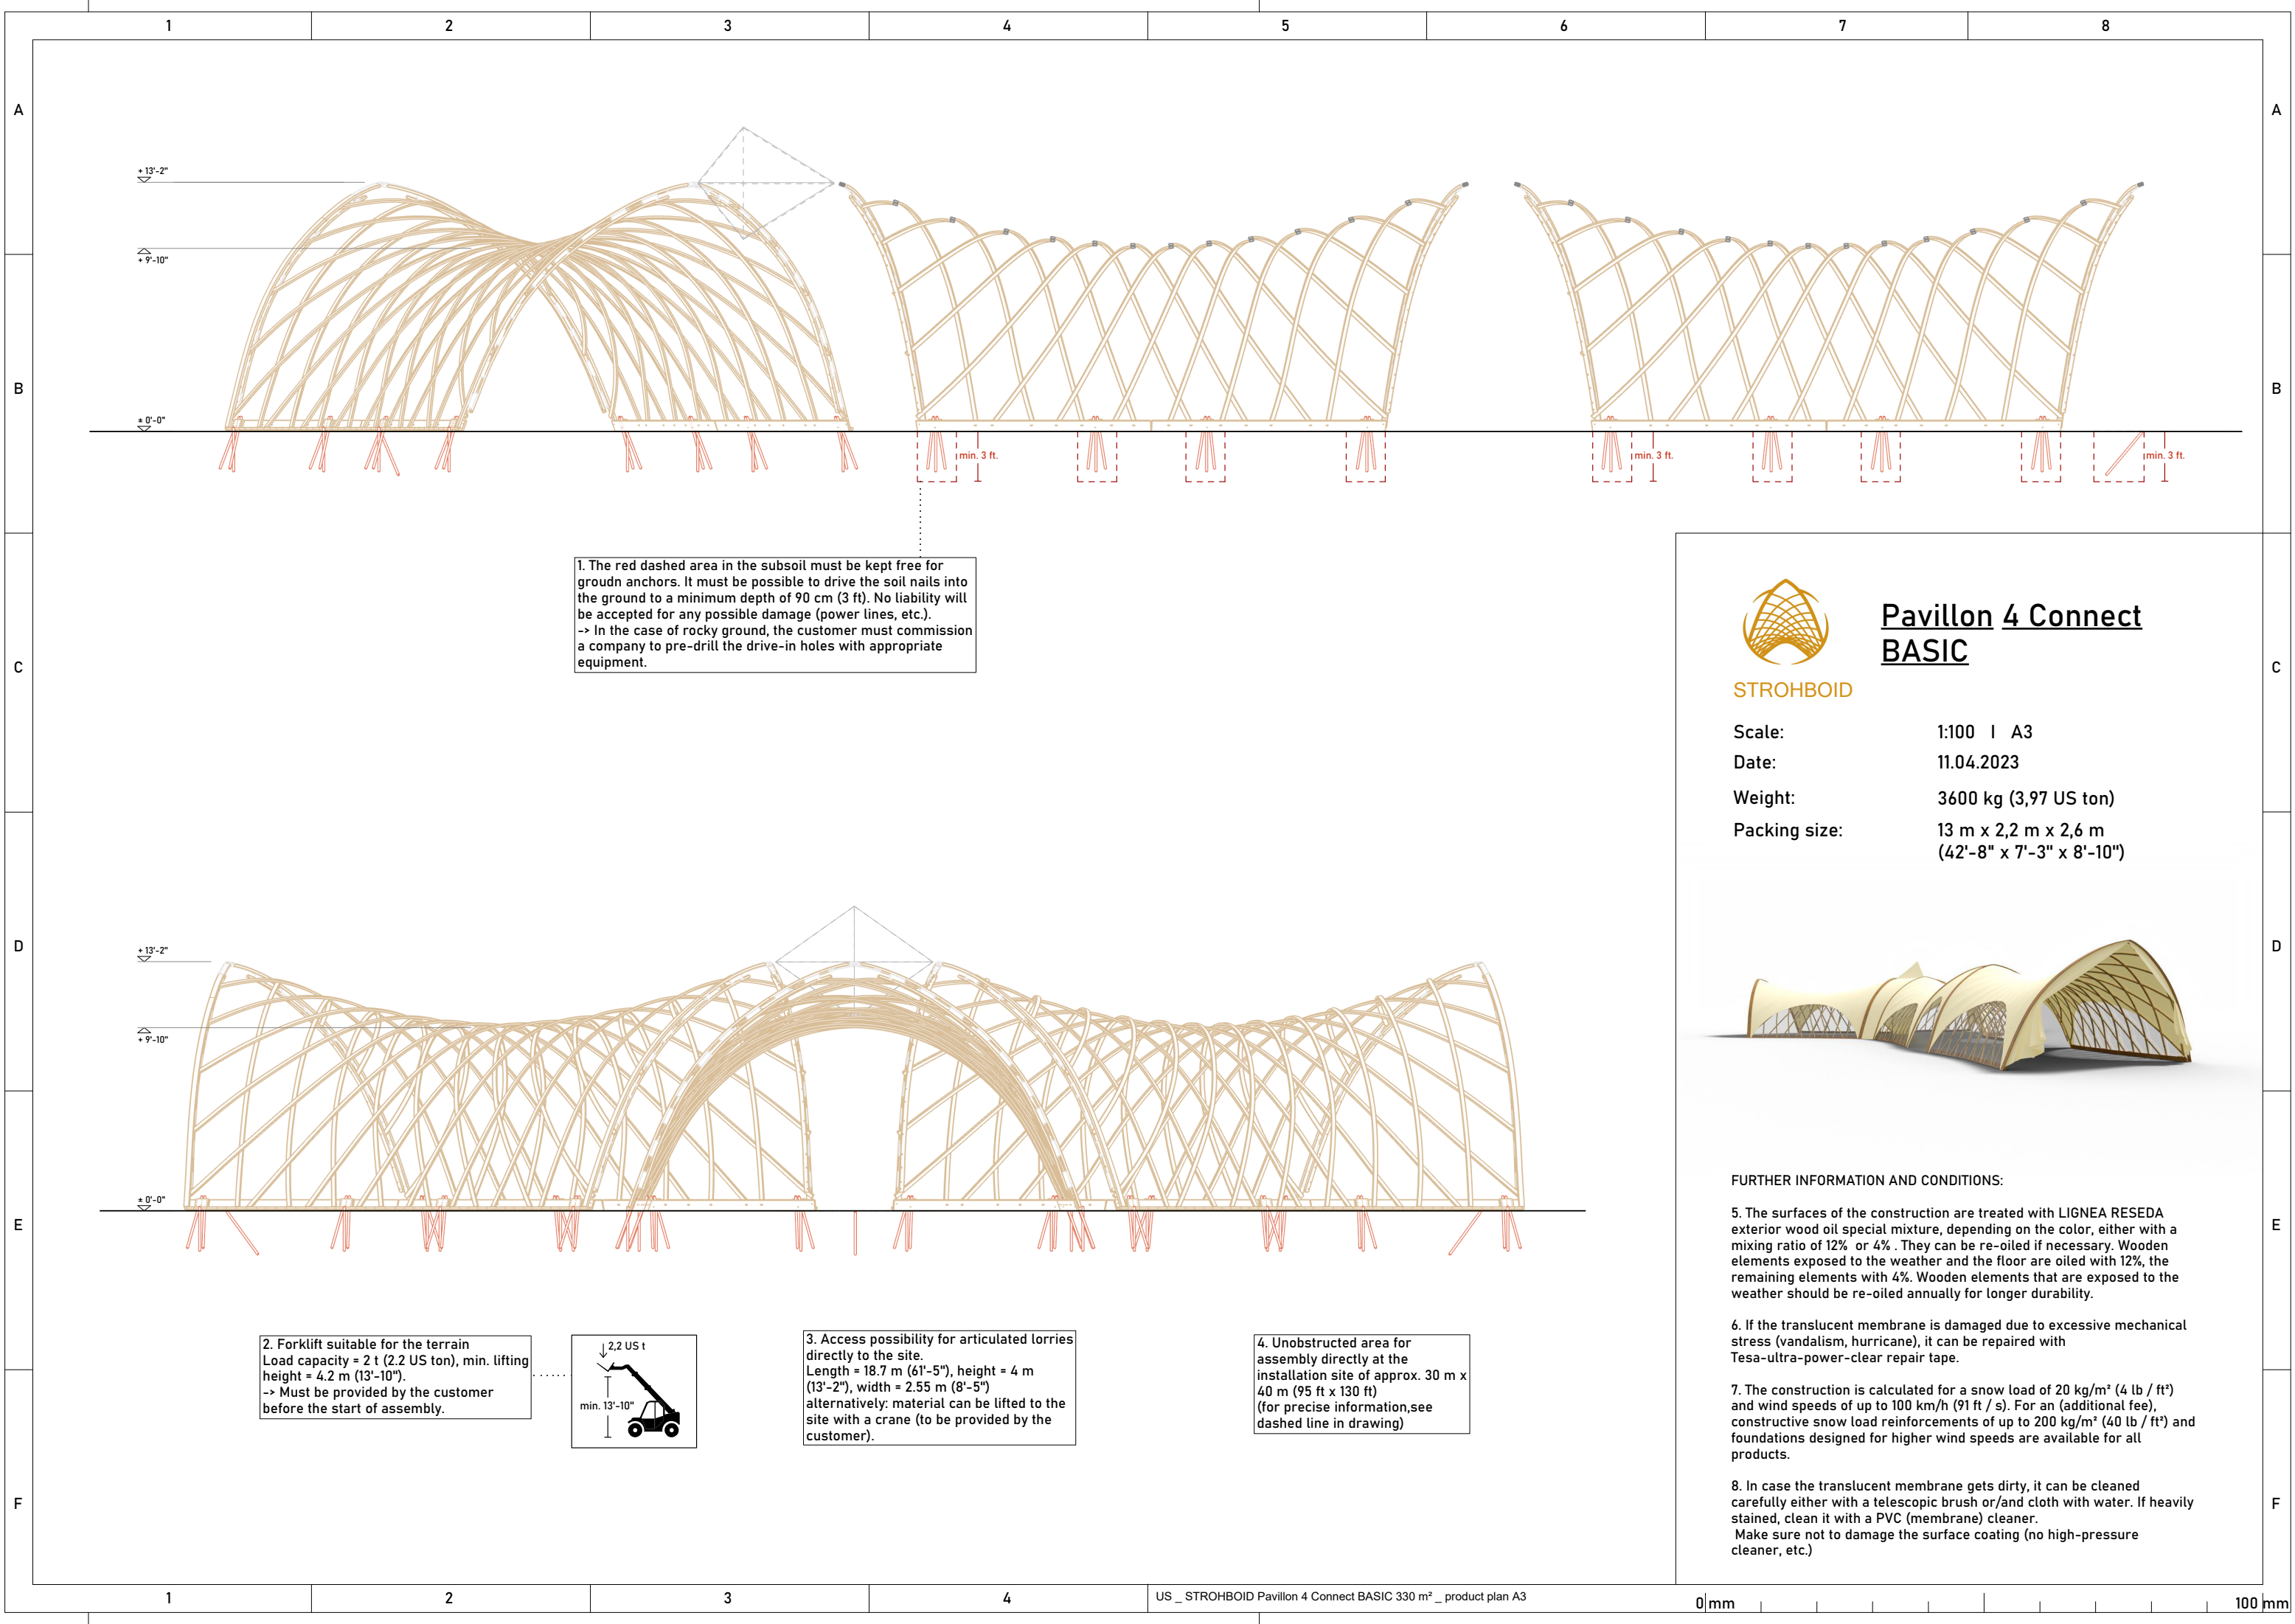 1 2 3 4 5 6 7 8
A A
+ 13'-2"
+ 9'-10"
B B
± 0'-0"
min. 3 ft. min. 3 ft. min. 3 ft.
1. The red dashed area in the subsoil must be kept free for
groudn anchors. It must be possible to drive the soil nails into
the ground to a minimum depth of 90 cm (3 ft). No liability will
be accepted for any possible damage (power lines, etc.).
-> In the case of rocky ground, the customer must commission
a company to pre-drill the drive-in holes with appropriate
equipment.
C C
STROHBOID
Pavillon 4 Connect
BASIC
Scale: 1:100 I A3
Date: 11.04.2023
Weight: 3600 kg (3,97 US ton)
Packing size: 13 m x 2,2 m x 2,6 m
(42'-8" x 7'-3" x 8'-10")
D D
+ 13'-2"
+ 9'-10"
± 0'-0"
E E
2. Forklift suitable for the terrain
Load capacity = 2 t (2.2 US ton), min. lifting
height = 4.2 m (13'-10").
-> Must be provided by the customer
before the start of assembly.
2,2 US t
min. 13'-10"
3. Access possibility for articulated lorries
directly to the site.
Length = 18.7 m (61'-5"), height = 4 m
(13'-2"), width = 2.55 m (8'-5")
alternatively: material can be lifted to the
site with a crane (to be provided by the
customer).
4. Unobstructed area for
assembly directly at the
installation site of approx. 30 m x
40 m (95 ft x 130 ft)
(for precise information,see
dashed line in drawing)
FURTHER INFORMATION AND CONDITIONS:
5. The surfaces of the construction are treated with LIGNEA RESEDA
exterior wood oil special mixture, depending on the color, either with a
mixing ratio of 12% or 4% . They can be re-oiled if necessary. Wooden
elements exposed to the weather and the floor are oiled with 12%, the
remaining elements with 4%. Wooden elements that are exposed to the
weather should be re-oiled annually for longer durability.
6. If the translucent membrane is damaged due to excessive mechanical
stress (vandalism, hurricane), it can be repaired with
Tesa-ultra-power-clear repair tape.
7. The construction is calculated for a snow load of 20 kg/m² (4 lb / ft²)
and wind speeds of up to 100 km/h (91 ft / s). For an (additional fee),
constructive snow load reinforcements of up to 200 kg/m² (40 lb / ft²) and
foundations designed for higher wind speeds are available for all
products.
8. In case the translucent membrane gets dirty, it can be cleaned
carefully either with a telescopic brush or/and cloth with water. If heavily
stained, clean it with a PVC (membrane) cleaner.
Make sure not to damage the surface coating (no high-pressure
cleaner, etc.)
F F
1 2 3 4
US _ STROHBOID Pavillon 4 Connect BASIC 330 m² _ product plan A3
0 mm 100 mm